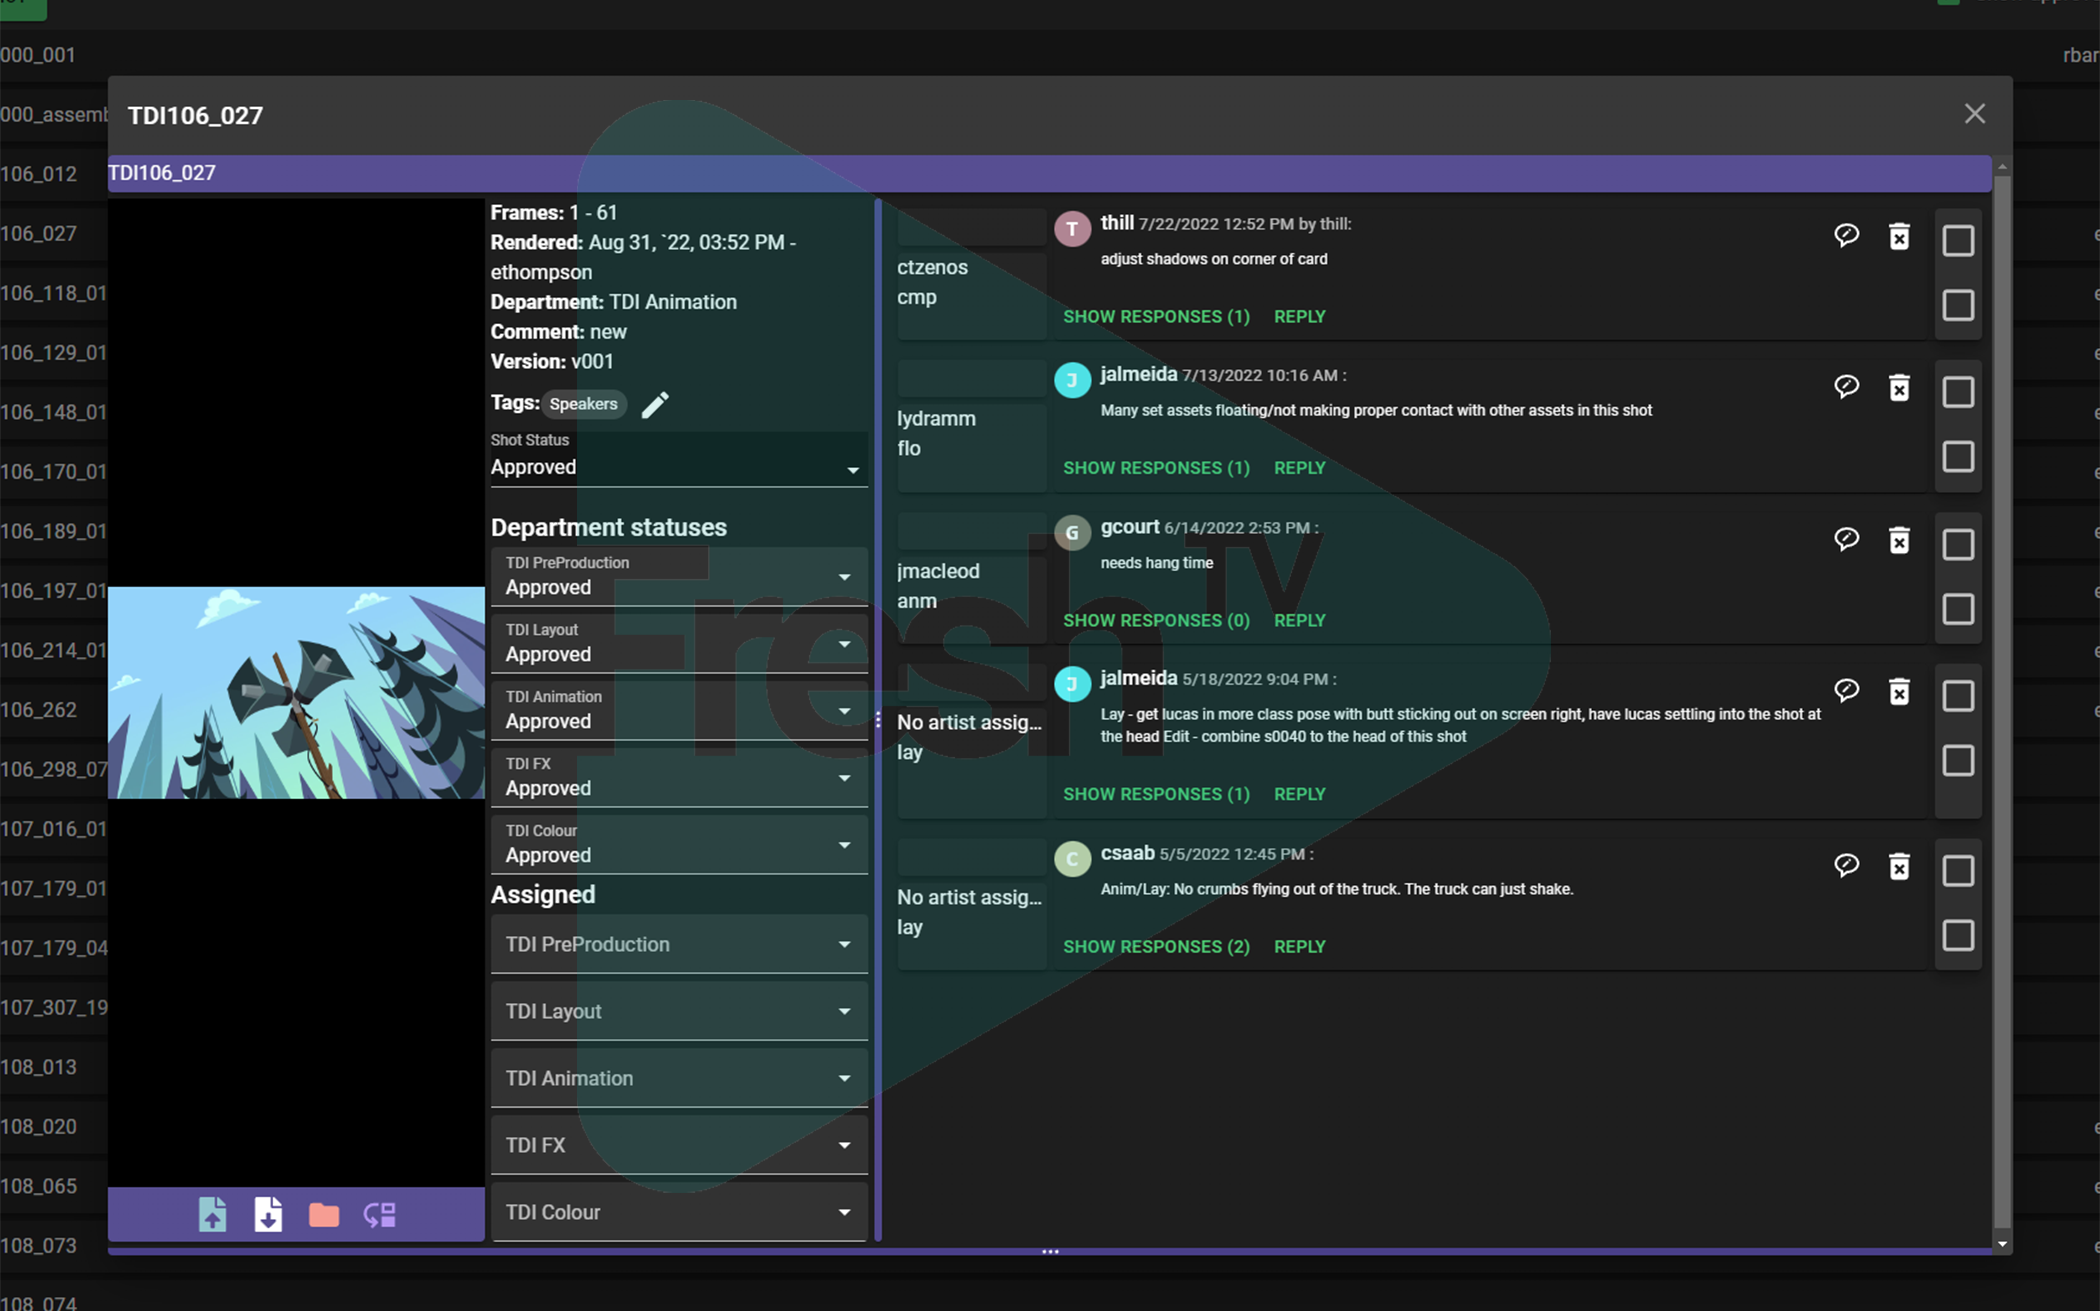 000_001
rbar
000_assemb
106_012
106_027
106_118_01
106_129_01
106_148_01
106_170_01
106_189_01
106_197_01
106_214_01
106_262
106_298_07
107_016_01
107_179_01
107_179_04
107_307_19
108_013
108_020
108_065
108_073
108_074
TDI106_027
TDI106_027
Frames: 1 - 61
Rendered: Aug 31, `22, 03:52 PM -
ethompson
Department: TDI Animation
Comment: new
Version: v001
Tags: Speakers
Shot Status
Approved
Department statuses
TDI PreProduction
Approved
TDI Layout
Approved
TDI Animation
Approved
TDI FX
Approved
TDI Colour
Approved
Assigned
TDI PreProduction
TDI Layout
TDI Animation
TDI FX
TDI Colour
ctzenos
cmp
T
thill 7/22/2022 12:52 PM by thill:
adjust shadows on corner of card
SHOW RESPONSES (1) REPLY
lydramm
flo
J
jalmeida 7/13/2022 10:16 AM :
Many set assets floating/not making proper contact with other assets in this shot
SHOW RESPONSES (1) REPLY
jmacleod
anm
G
gcourt 6/14/2022 2:53 PM :
needs hang time
SHOW RESPONSES (0) REPLY
No artist assig...
lay
J
jalmeida 5/18/2022 9:04 PM :
Lay - get lucas in more class pose with butt sticking out on screen right, have lucas settling into the shot at
the head Edit - combine s0040 to the head of this shot
SHOW RESPONSES (1) REPLY
No artist assig...
lay
C
csaab 5/5/2022 12:45 PM :
Anim/Lay: No crumbs flying out of the truck. The truck can just shake.
SHOW RESPONSES (2) REPLY
Fresh TV